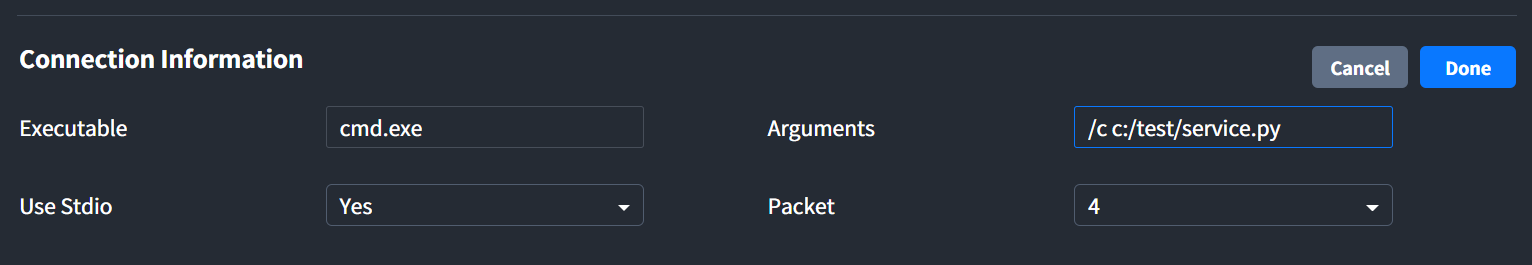 Connection Information
Cancel Done
Executable cmd.exe Arguments /c c:/test/service.py
Use Stdio Yes Packet 4